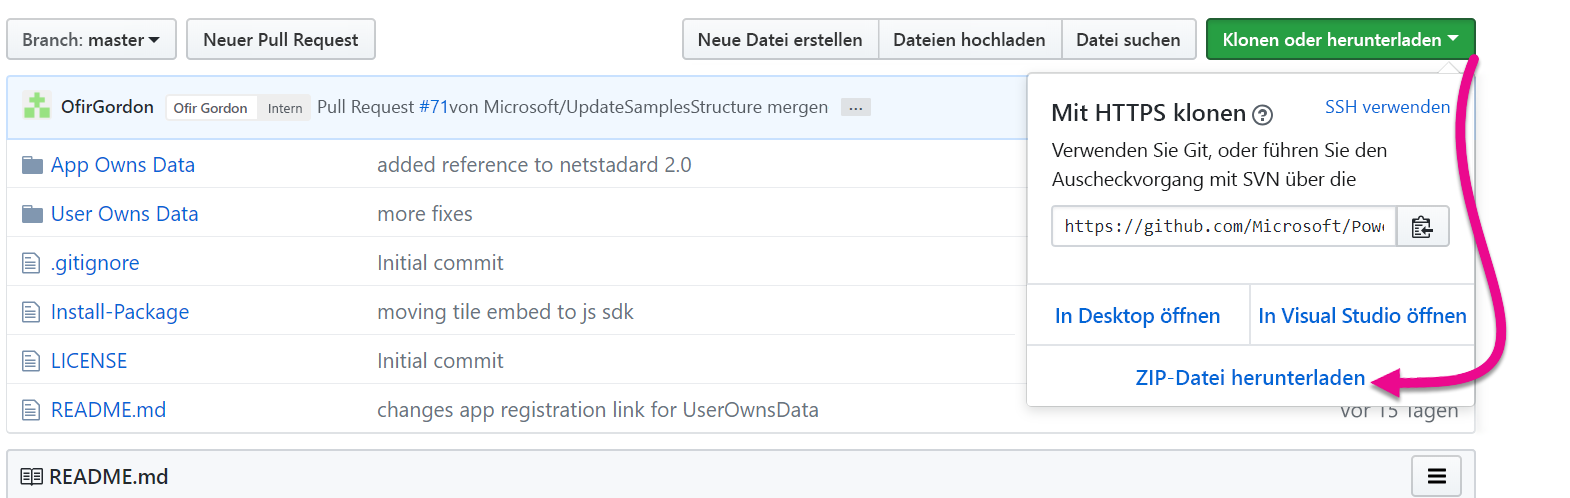 Branch: master Neuer Pull Request Neue Datei erstellen Dateien hochladen Datei suchen Klonen oder herunterladen
OfirGordon Ofir Gordon Intern Pull Request #71von Microsoft/UpdateSamplesStructure mergen ...
App Owns Data added reference to netstadard 2.0
User Owns Data more fixes
.gitignore Initial commit
Install-Package moving tile embed to js sdk
LICENSE Initial commit
README.md changes app registration link for UserOwnsData vor 15 Tagen
Mit HTTPS klonen ? SSH verwenden
Verwenden Sie Git, oder führen Sie den
Auscheckvorgang mit SVN über die
https://github.com/Microsoft/Pow
In Desktop öffnen In Visual Studio öffnen
ZIP-Datei herunterladen
README.md